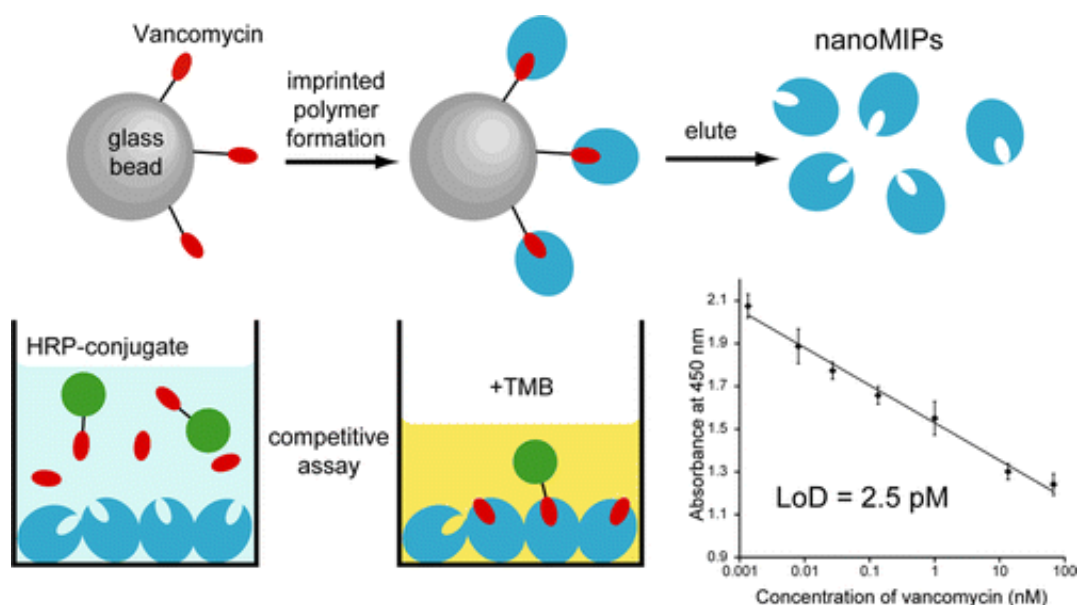 Vancomycin
nanoMIPs
imprinted
polymer
formation
glass
bead
elute
HRP-conjugate
+TMB
competitive
assay
Absorbance at 450 nm
2.1
1.9
1.7
1.5
1.3
1.1
0.9
LoD = 2.5 pM
0.001
0.01
0.1
1
10
100
Concentration of vancomycin (nM)